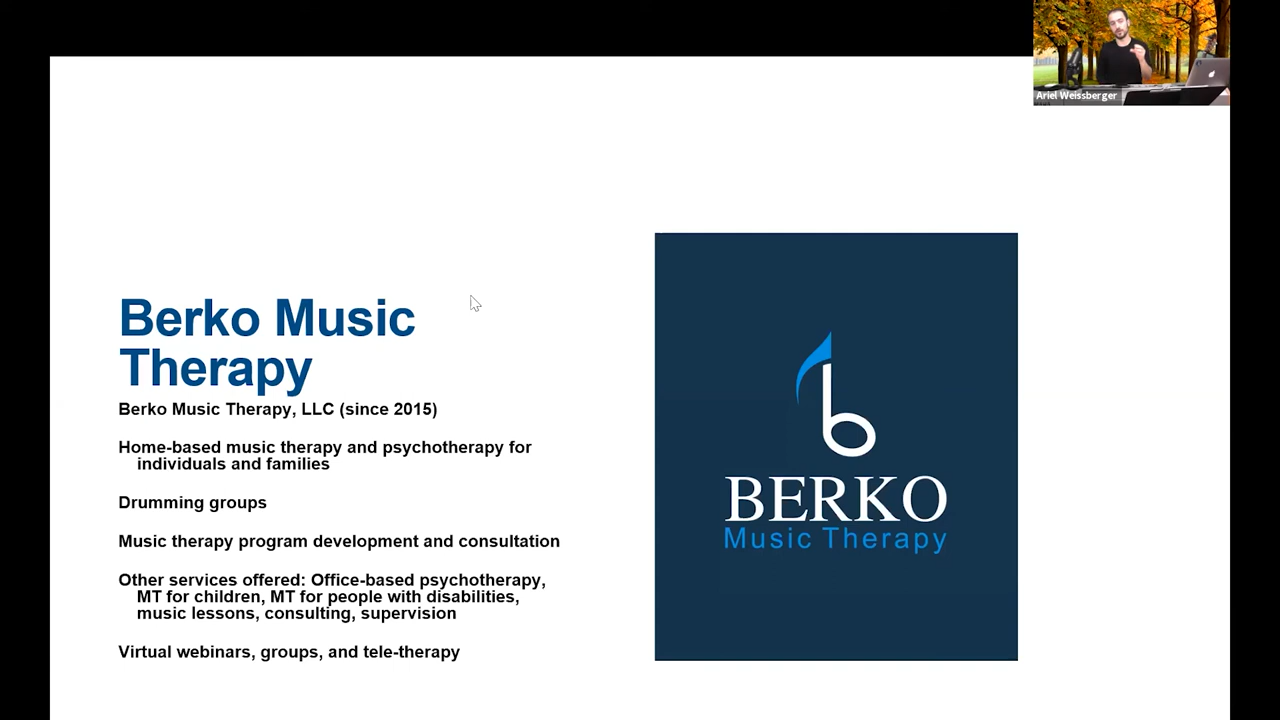 Ariel Weissberger
Berko Music
Therapy
Berko Music Therapy, LLC (since 2015)
Home-based music therapy and psychotherapy for
individuals and families
Drumming groups
Music therapy program development and consultation
Other services offered: Office-based psychotherapy,
MT for children, MT for people with disabilities,
music lessons, consulting, supervision
Virtual webinars, groups, and tele-therapy
BERKO
Music Therapy